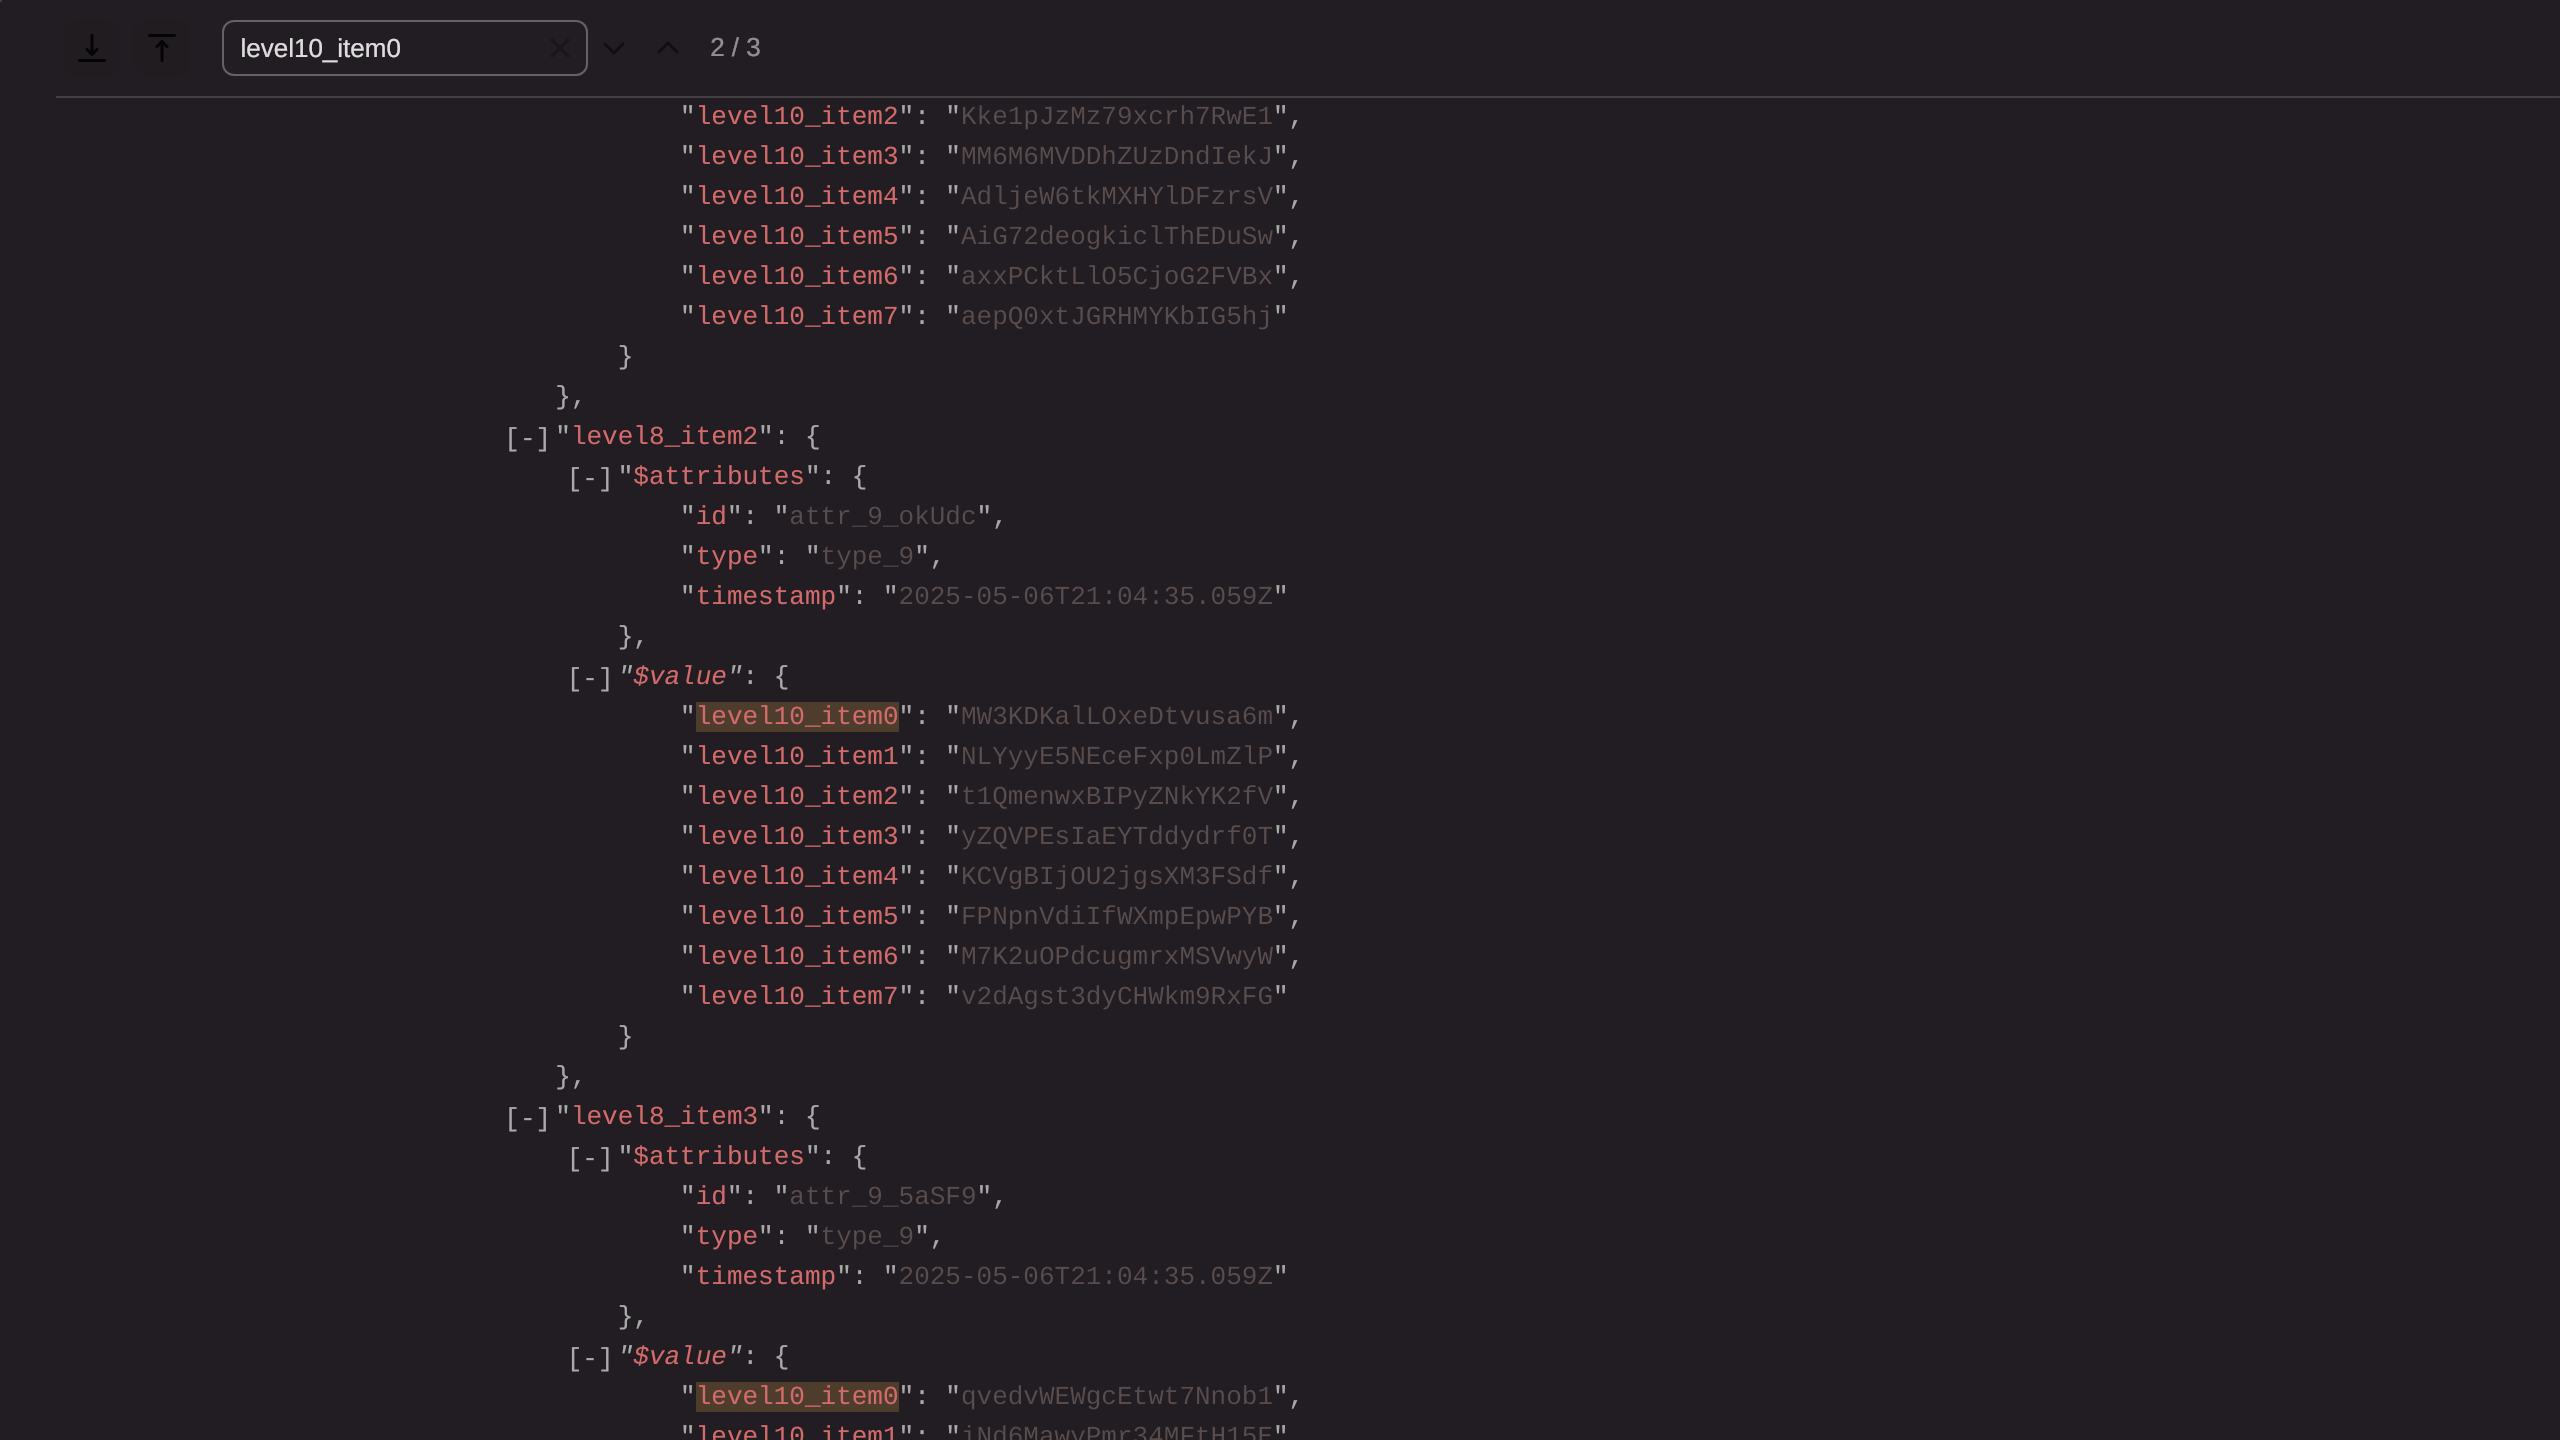 level10_item0 2 / 3
"level10_item2": "Kke1pJzMz79xcrh7RwE1",
"level10_item3": "MM6M6MVDDhZUzDndIekJ",
"level10_item4": "AdljeW6tkMXHYlDFzrsV",
"level10_item5": "AiG72deogkiclThEDuSw",
"level10_item6": "axxPCktLlO5CjoG2FVBx",
"level10_item7": "aepQ0xtJGRHMYKbIG5hj"
}
},
[-]"level8_item2": {
[-]"$attributes": {
"id": "attr_9_okUdc",
"type": "type_9",
"timestamp": "2025-05-06T21:04:35.059Z"
},
[-]"$value": {
"level10_item0": "MW3KDKalLOxeDtvusa6m",
"level10_item1": "NLYyyE5NEceFxp0LmZlP",
"level10_item2": "t1QmenwxBIPyZNkYK2fV",
"level10_item3": "yZQVPEsIaEYTddydrf0T",
"level10_item4": "KCVgBIjOU2jgsXM3FSdf",
"level10_item5": "FPNpnVdiIfWXmpEpwPYB",
"level10_item6": "M7K2uOPdcugmrxMSVwyW",
"level10_item7": "v2dAgst3dyCHWkm9RxFG"
}
},
[-]"level8_item3": {
[-]"$attributes": {
"id": "attr_9_5aSF9",
"type": "type_9",
"timestamp": "2025-05-06T21:04:35.059Z"
},
[-]"$value": {
"level10_item0": "qvedvWEWgcEtwt7Nnob1",
"level10_item1":